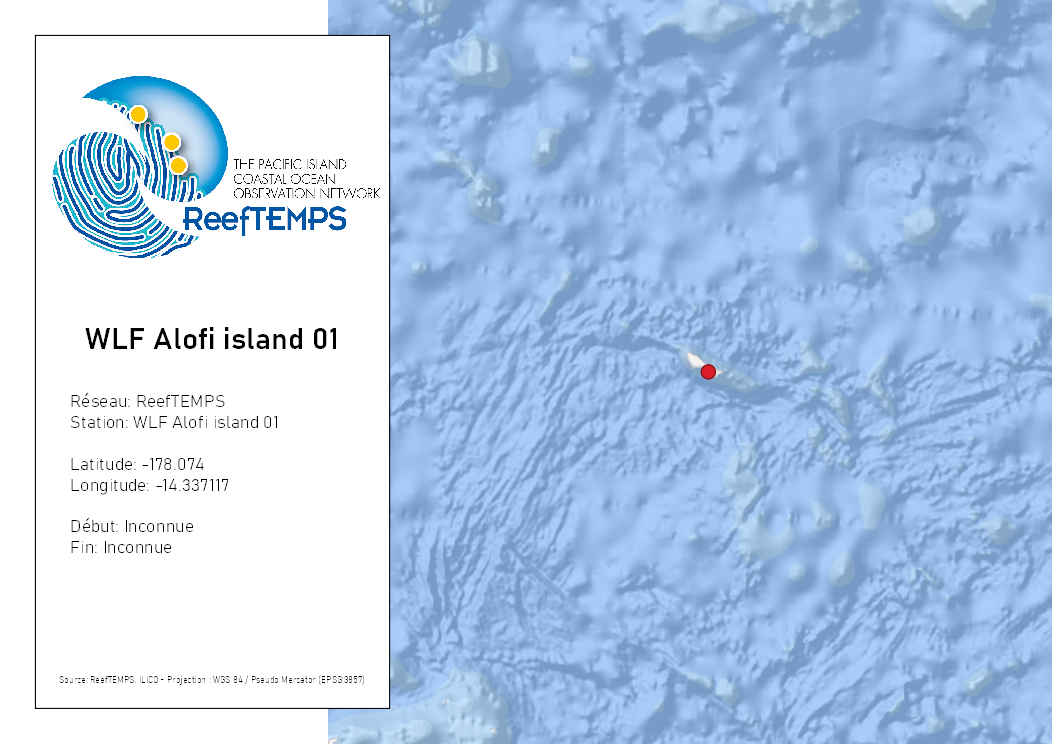 THE PACIFIC ISLAND
COASTAL OCEAN
OBSERVATION NETWORK
ReefTEMPS
WLF Alofi island 01
Réseau: ReefTEMPS
Station: WLF Alofi island 01
Latitude: -178.074
Longitude: -14.337117
Début: Inconnue
Fin: Inconnue
Source: ReefTEMPS, ILICO - Projection : WGS 84 / Pseudo Mercator (EPSG:3857)